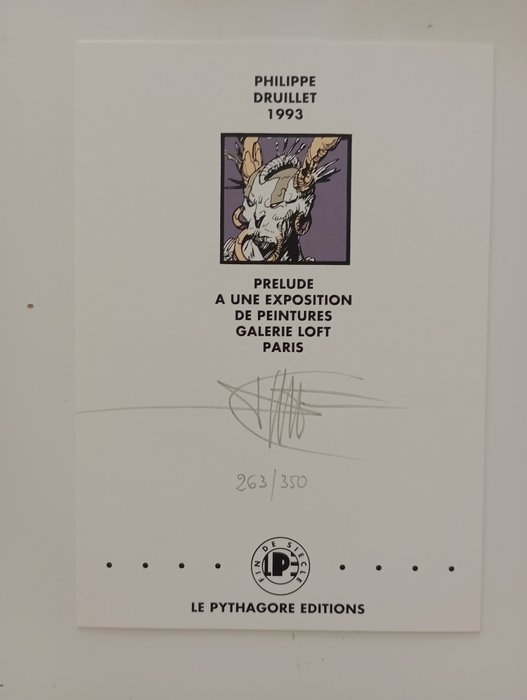 PHILIPPE
DRUILLET
1993
PRELUDE
A UNE EXPOSITION
DE PEINTURES
GALERIE LOFT
PARIS
263/350
FIN DE SIECLE
LP
LE PYTHAGORE EDITIONS